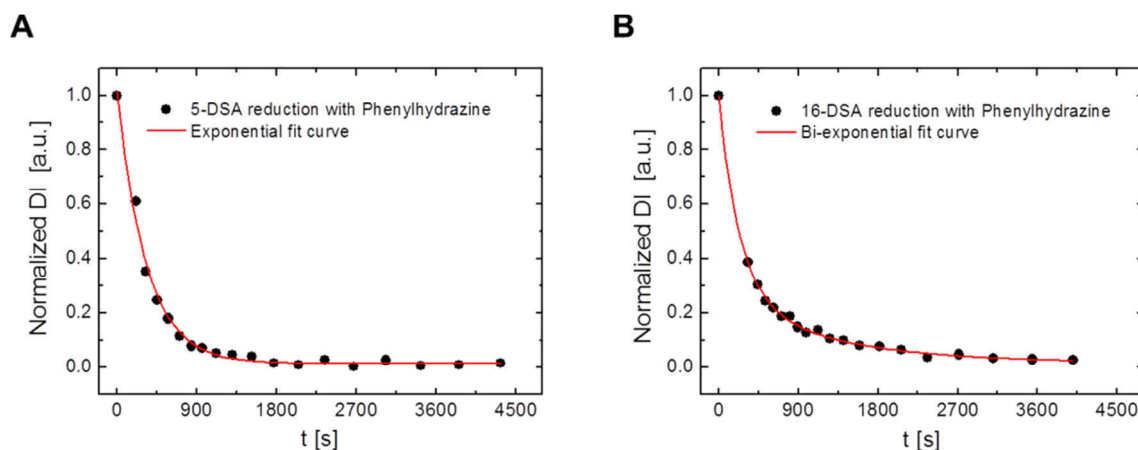 A
5-DSA reduction with Phenylhydrazine
Exponential fit curve
Normalized DI [a.u.]
1.0
0.8
0.6
0.4
0.2
0.0
0 900 1800 2700 3600 4500
t [s]
B
16-DSA reduction with Phenylhydrazine
Bi-exponential fit curve
Normalized DI [a.u.]
1.0
0.8
0.6
0.4
0.2
0.0
0 900 1800 2700 3600 4500
t [s]